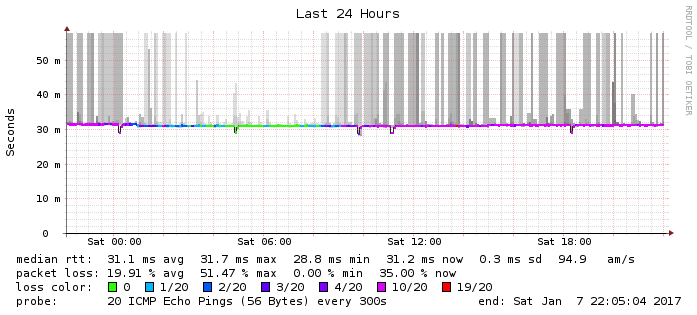 Last 24 Hours
RRDTOOL / TOBI OETIKER
Seconds
50 m
40 m
30 m
20 m
10 m
0
Sat 00:00 Sat 06:00 Sat 12:00 Sat 18:00
median rtt: 31.1 ms avg 31.7 ms max 28.8 ms min 31.2 ms now 0.3 ms sd 94.9 am/s
packet loss: 19.91 % avg 51.47 % max 0.00 % min 35.00 % now
loss color: 0 1/20 2/20 3/20 4/20 10/20 19/20
probe: 20 ICMP Echo Pings (56 Bytes) every 300s end: Sat Jan 7 22:05:04 2017